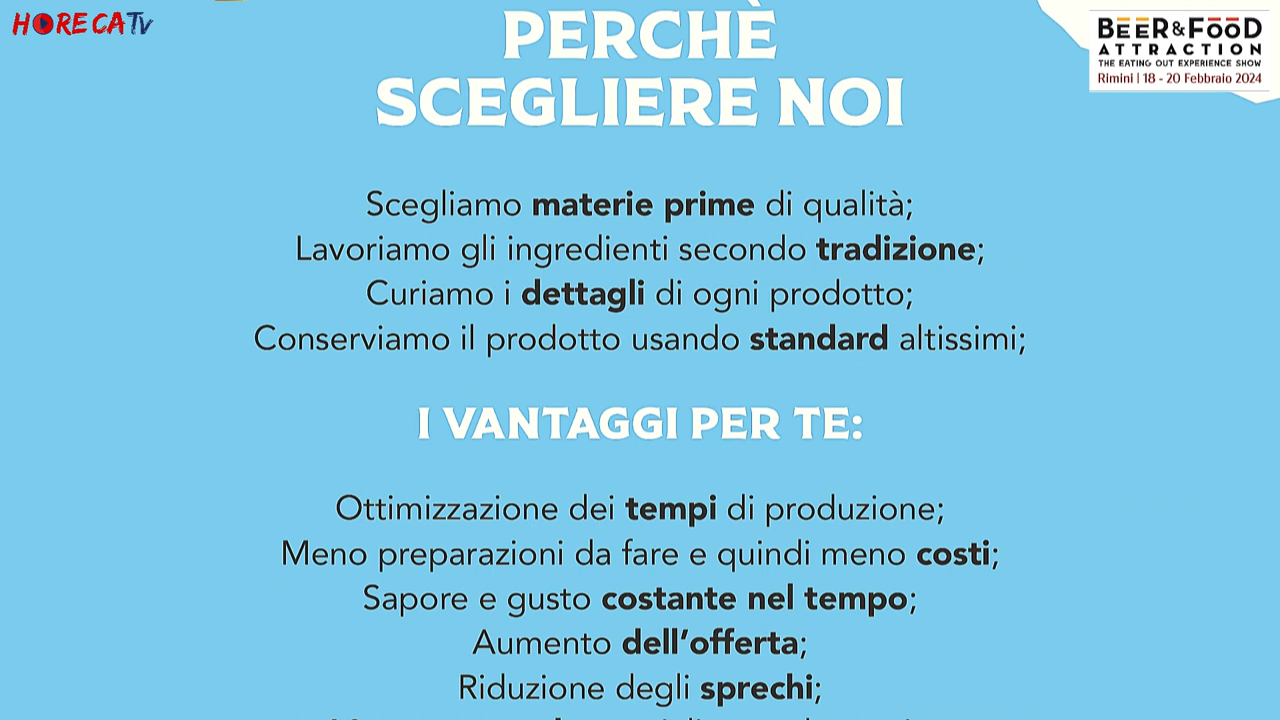 HORECATv
BEER&FOOD
ATTRACTION
THE EATING OUT EXPERIENCE SHOW
Rimini | 18 - 20 Febbraio 2024
PERCHÈ
SCEGLIERE NOI
Scegliamo materie prime di qualità;
Lavoriamo gli ingredienti secondo tradizione;
Curiamo i dettagli di ogni prodotto;
Conserviamo il prodotto usando standard altissimi;
I VANTAGGI PER TE:
Ottimizzazione dei tempi di produzione;
Meno preparazioni da fare e quindi meno costi;
Sapore e gusto costante nel tempo;
Aumento dell'offerta;
Riduzione degli sprechi;